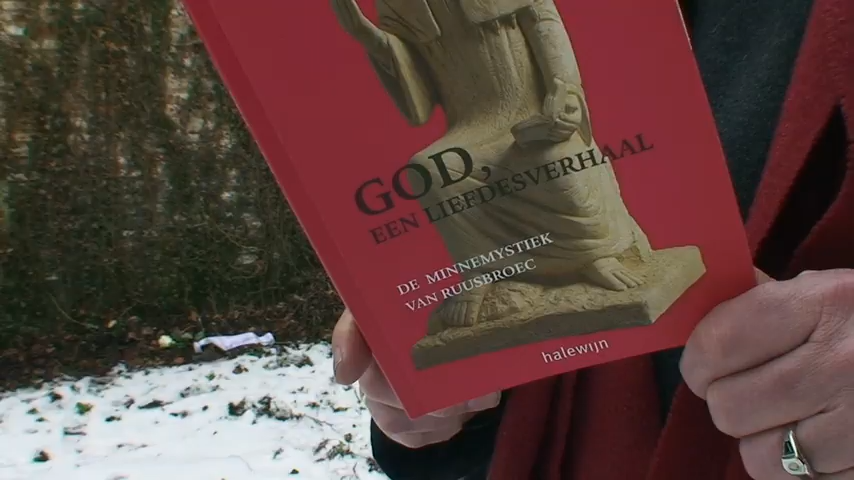 GOD,
EEN LIEFDESVERHAAL
DE MINNEMYSTIEK
VAN RUUSBROEC
halewijn